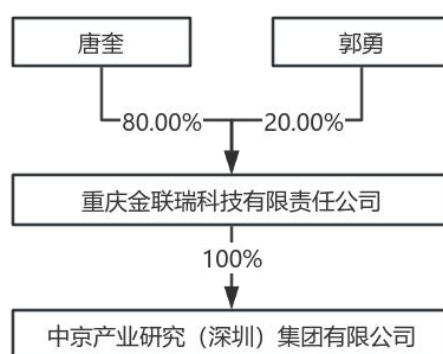 唐奎
郭勇
80.00%
20.00%
重庆金联瑞科技有限责任公司
100%
中京产业研究（深圳）集团有限公司